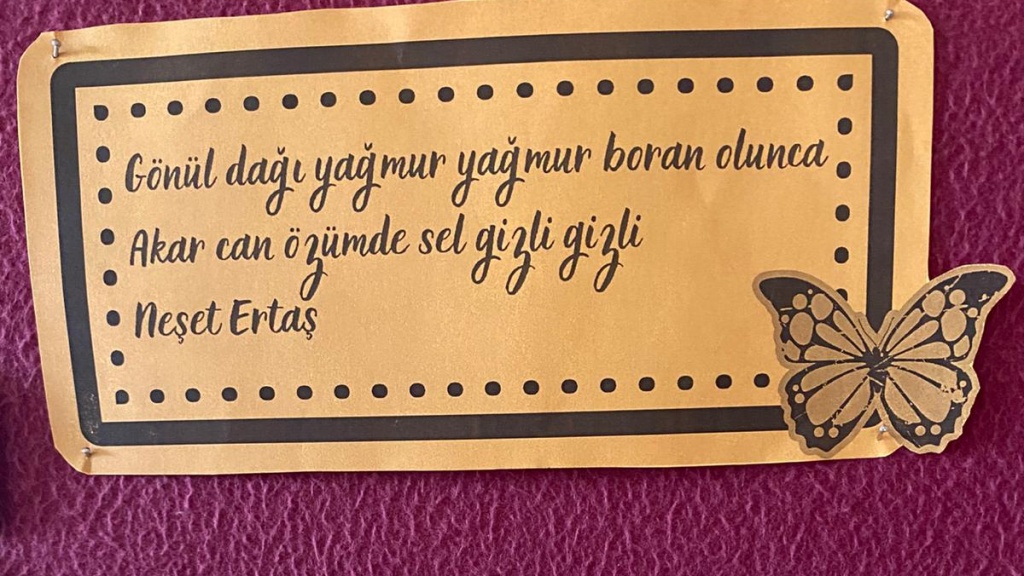 Gönül dağı yağmur yağmur boran olunca
Akar can özümde sel gizli gizli
Neşet Ertaş